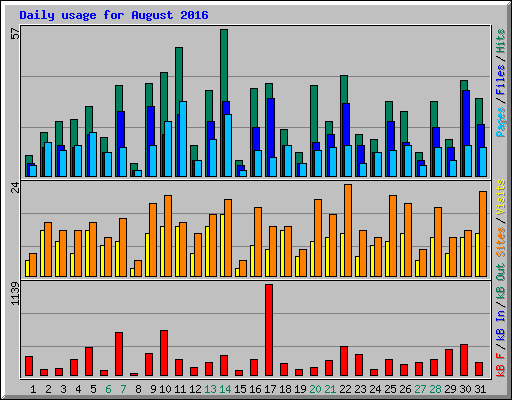 Daily usage for August 2016
57
24
1139
Pages / Files / Hits
Sites / Visits
kB F / kB In / kB Out
1 2 3 4 5 6 7 8 9 10 11 12 13 14 15 16 17 18 19 20 21 22 23 24 25 26 27 28 29 30 31